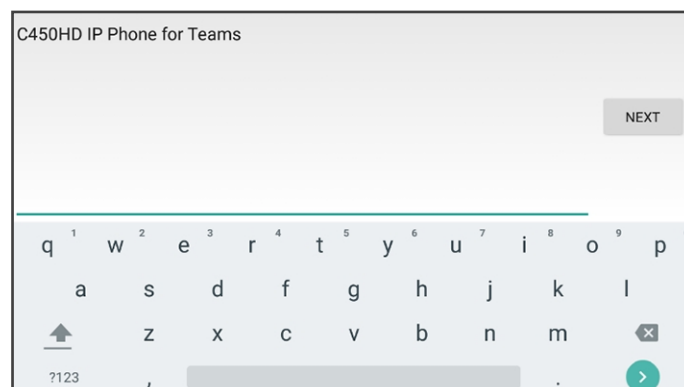 C450HD IP Phone for Teams
NEXT
1 2 3 4 5 6 7 8 9
q w e r t y u i o p
a s d f g h j k l
z x c v b n m
?123 , .